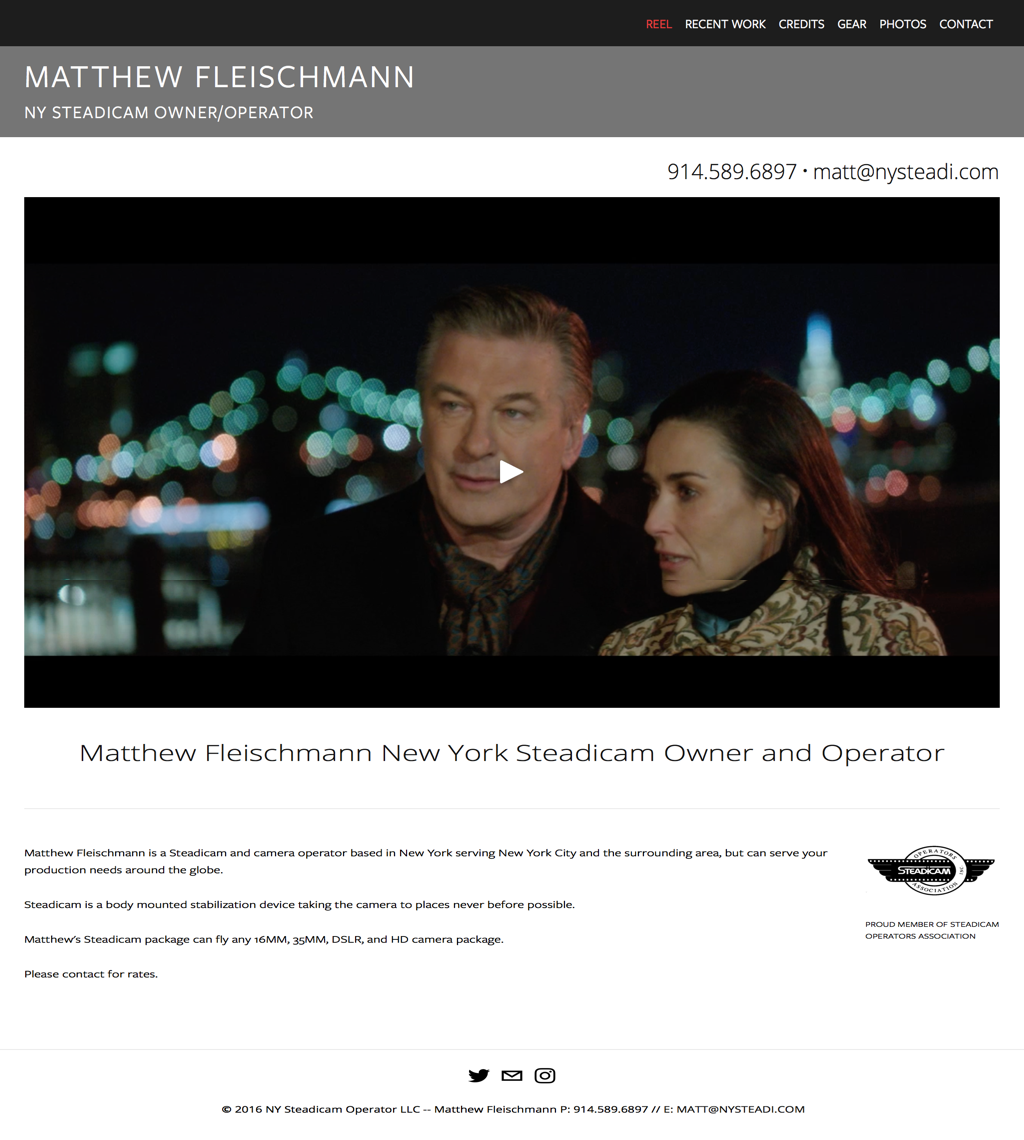 REEL RECENT WORK CREDITS GEAR PHOTOS CONTACT
MATTHEW FLEISCHMANN
NY STEADICAM OWNER/OPERATOR
914.589.6897 • matt@nysteadi.com
Matthew Fleischmann New York Steadicam Owner and Operator
Matthew Fleischmann is a Steadicam and camera operator based in New York serving New York City and the surrounding area, but can serve your
production needs around the globe.
Steadicam is a body mounted stabilization device taking the camera to places never before possible.
Matthew's Steadicam package can fly any 16MM, 35MM, DSLR, and HD camera package.
Please contact for rates.
OPERATORS
STEADICAM
ASSOCIATION
INC
PROUD MEMBER OF STEADICAM
OPERATORS ASSOCIATION
© 2016 NY Steadicam Operator LLC -- Matthew Fleischmann P: 914.589.6897 // E: MATT@NYSTEADI.COM